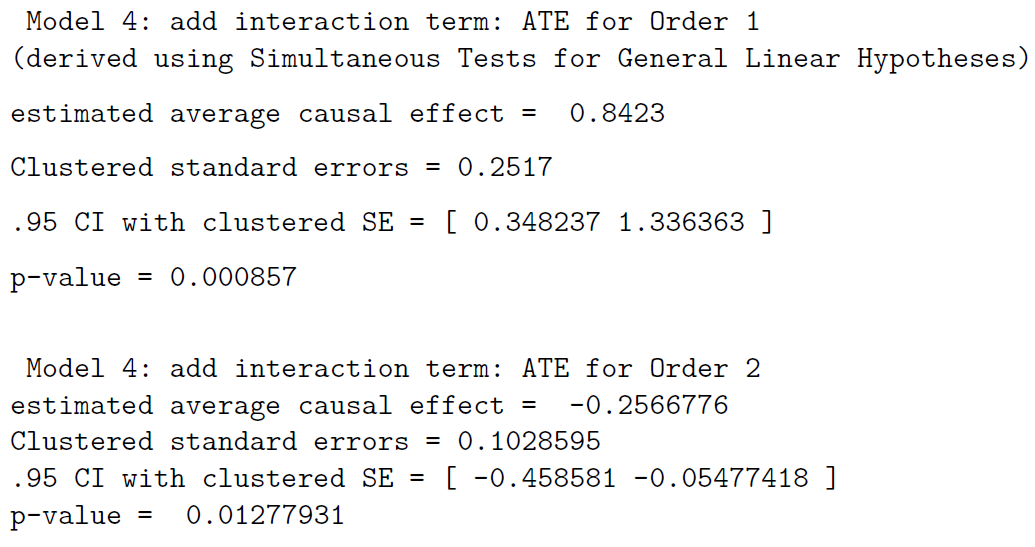 Model 4: add interaction term: ATE for Order 1
(derived using Simultaneous Tests for General Linear Hypotheses)
estimated average causal effect =  0.8423
Clustered standard errors = 0.2517
.95 CI with clustered SE = [ 0.348237 1.336363 ]
p-value = 0.000857
Model 4: add interaction term: ATE for Order 2
estimated average causal effect =  -0.2566776
Clustered standard errors = 0.1028595
.95 CI with clustered SE = [ -0.458581 -0.05477418 ]
p-value =  0.01277931